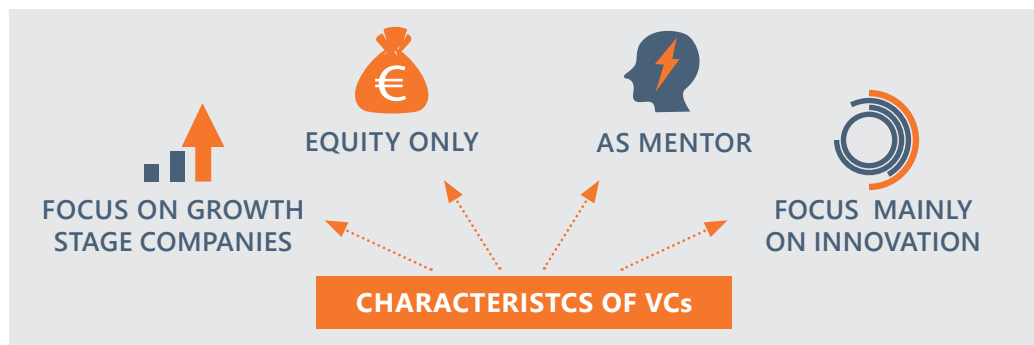 €
EQUITY ONLY
AS MENTOR
FOCUS ON GROWTH
STAGE COMPANIES
FOCUS MAINLY
ON INNOVATION
CHARACTERISTCS OF VCs